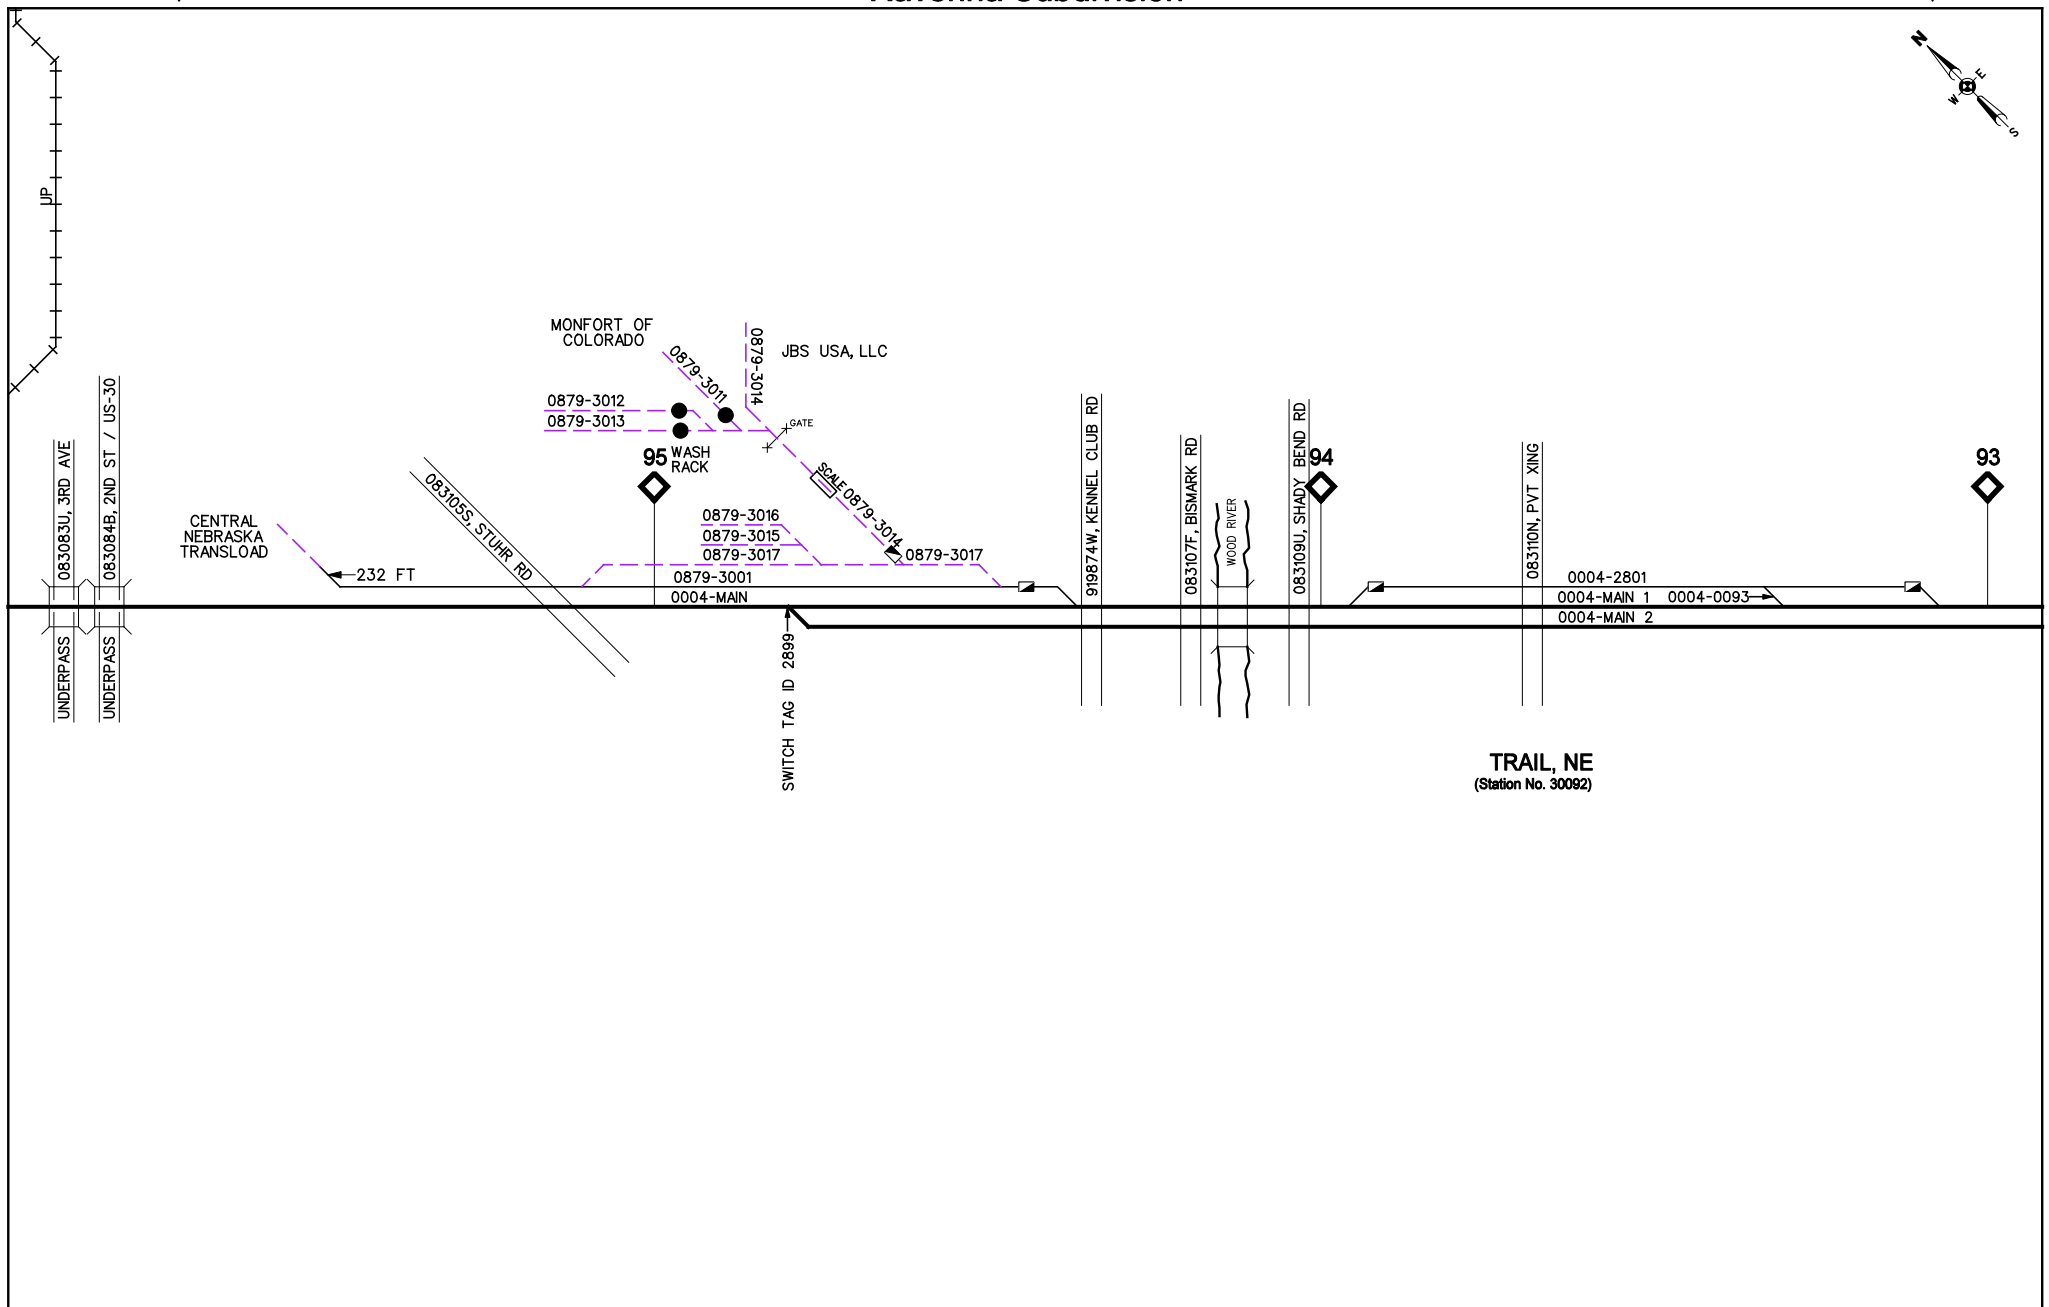 Ravenna Subdivision
N
E
W
S
UP
MONFORT OF
COLORADO
0879-3011
0879-3014
JBS USA, LLC
0879-3012
0879-3013
GATE
95
WASH
RACK
SCALE
0879-3014
94
93
083083U, 3RD AVE
083084B, 2ND ST / US-30
083105S, STUHR RD
919874W, KENNEL CLUB RD
083107F, BISMARK RD
WOOD RIVER
083109U, SHADY BEND RD
083110N, PVT XING
CENTRAL
NEBRASKA
TRANSLOAD
0879-3016
0879-3015
0879-3017
0879-3017
232 FT
0879-3001
0004-MAIN
0004-2801
0004-MAIN 1
0004-0093
0004-MAIN 2
UNDERPASS
UNDERPASS
SWITCH TAG ID 2899
TRAIL, NE
(Station No. 30092)